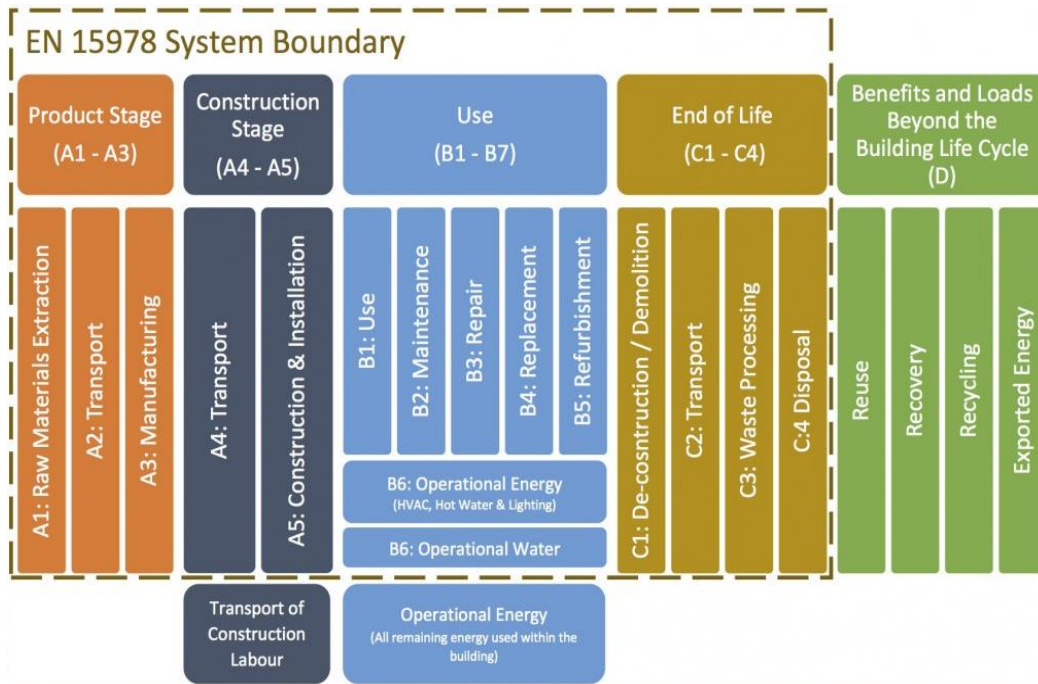 EN 15978 System Boundary
Product Stage
(A1 - A3)
Construction
Stage
(A4 - A5)
Use
(B1 - B7)
End of Life
(C1 - C4)
Benefits and Loads
Beyond the
Building Life Cycle
(D)
A1: Raw Materials Extraction
A2: Transport
A3: Manufacturing
A4: Transport
A5: Construction & Installation
B1: Use
B2: Maintenance
B3: Repair
B4: Replacement
B5: Refurbishment
B6: Operational Energy
(HVAC, Hot Water & Lighting)
B6: Operational Water
C1: De-cosntruction / Demolition
C2: Transport
C3: Waste Processing
C:4 Disposal
Reuse
Recovery
Recycling
Exported Energy
Transport of
Construction
Labour
Operational Energy
(All remaining energy used within the
building)